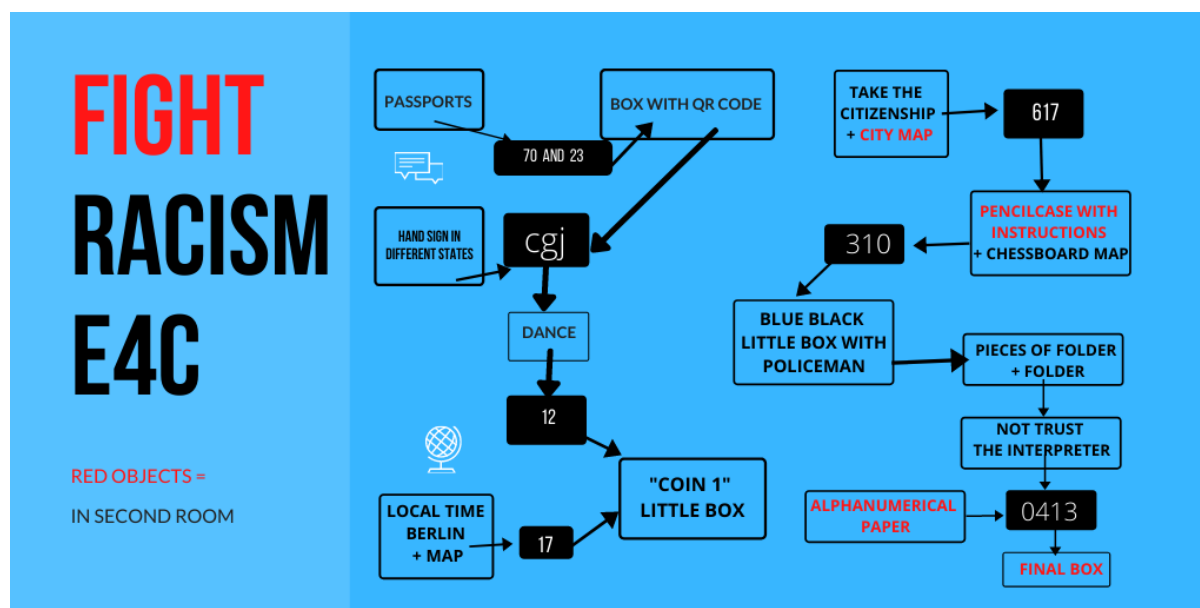 FIGHT
RACISM
E4C
RED OBJECTS =
IN SECOND ROOM
PASSPORTS
70 AND 23
BOX WITH QR CODE
HAND SIGN IN
DIFFERENT STATES
cgj
DANCE
12
LOCAL TIME
BERLIN
+ MAP
17
"COIN 1"
LITTLE BOX
TAKE THE
CITIZENSHIP
+ CITY MAP
617
PENCILCASE WITH
INSTRUCTIONS
+ CHESSBOARD MAP
310
BLUE BLACK
LITTLE BOX WITH
POLICEMAN
PIECES OF FOLDER
+ FOLDER
NOT TRUST
THE INTERPRETER
ALPHANUMERICAL
PAPER
0413
FINAL BOX